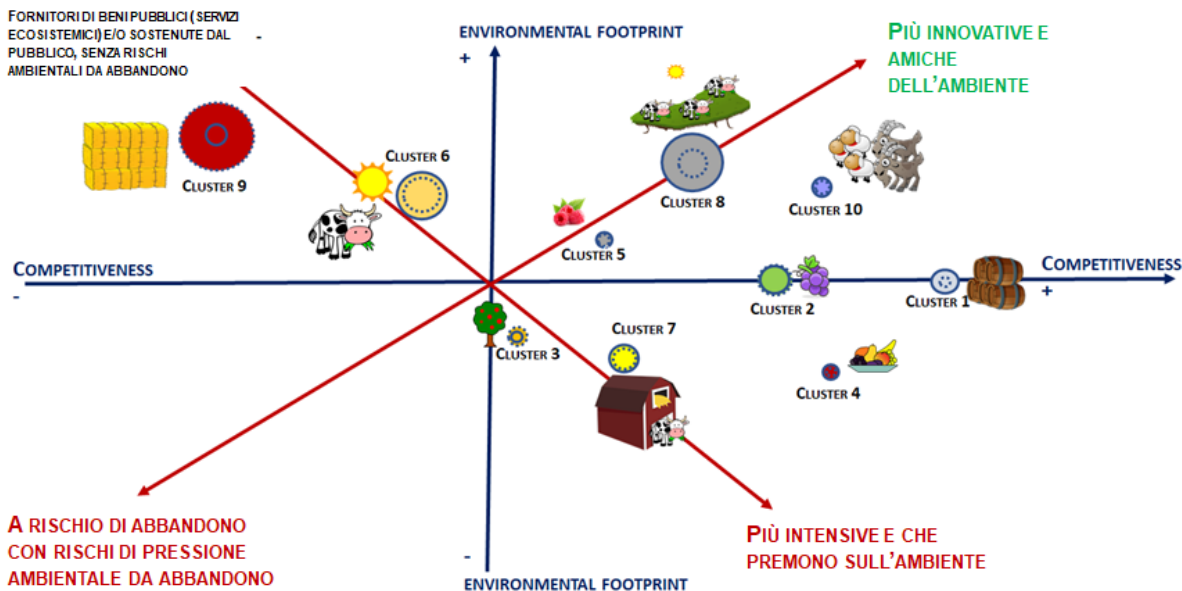 FORNITORI DI BENI PUBBLICI (SERVIZI
ECOSISTEMICI) E/O SOSTENUTE DAL
PUBBLICO, SENZA RISCHI
AMBIENTALI DA ABBANDONO
-
ENVIRONMENTAL FOOTPRINT
+
PIÙ INNOVATIVE E
AMICHE
DELL'AMBIENTE
CLUSTER 9
CLUSTER 6
CLUSTER 8
CLUSTER 10
CLUSTER 5
COMPETITIVENESS
-
COMPETITIVENESS
+
CLUSTER 2
CLUSTER 1
CLUSTER 3
CLUSTER 7
CLUSTER 4
A RISCHIO DI ABBANDONO
CON RISCHI DI PRESSIONE
AMBIENTALE DA ABBANDONO
-
ENVIRONMENTAL FOOTPRINT
PIÙ INTENSIVE E CHE
PREMONO SULL'AMBIENTE